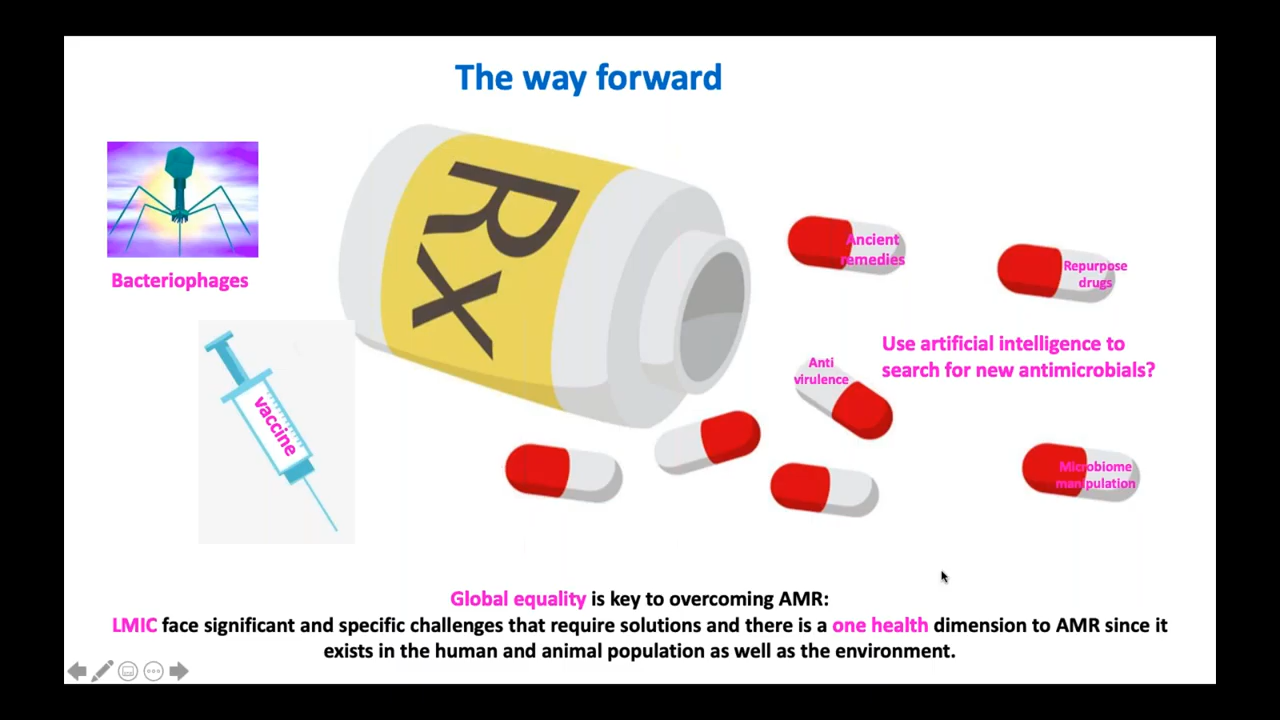 The way forward
Bacteriophages
vaccine
Rx
Ancient
remedies
Repurpose
drugs
Use artificial intelligence to
search for new antimicrobials?
Anti
virulence
Microbiome
manipulation
Global equality is key to overcoming AMR:
LMIC face significant and specific challenges that require solutions and there is a one health dimension to AMR since it
exists in the human and animal population as well as the environment.